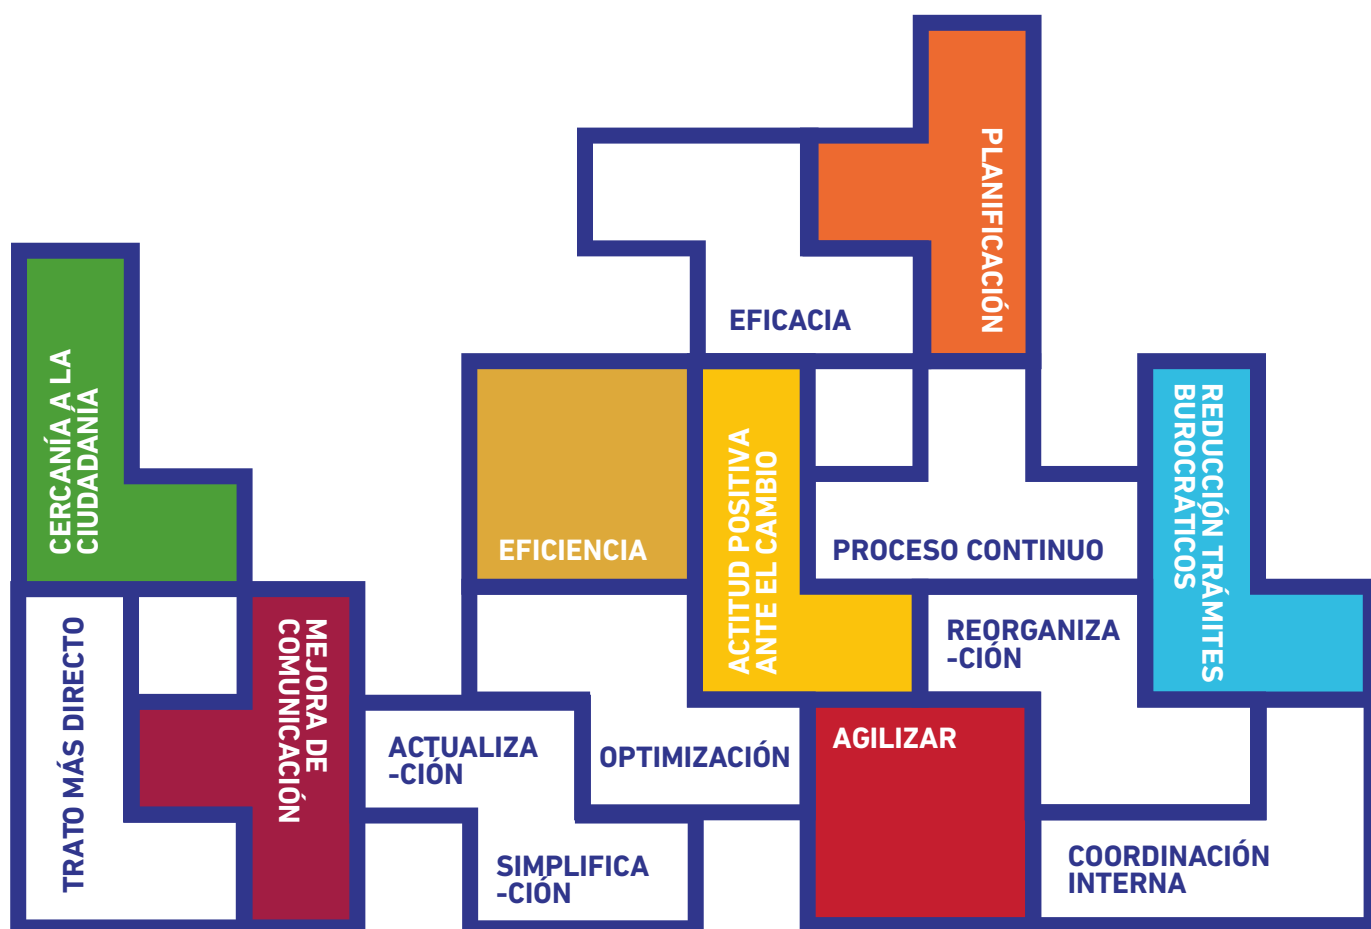 PLANIFICACIÓN
EFICACIA
CERCANÍA A LA
CIUDADANÍA
EFICIENCIA
ACTITUD POSITIVA
ANTE EL CAMBIO
PROCESO CONTINUO
REDUCCIÓN TRÁMITES
BUROCRÁTICOS
TRATO MÁS DIRECTO
MEJORA DE
COMUNICACIÓN
REORGANIZA
-CIÓN
ACTUALIZA
-CIÓN
OPTIMIZACIÓN
AGILIZAR
SIMPLIFICA
-CIÓN
COORDINACIÓN
INTERNA